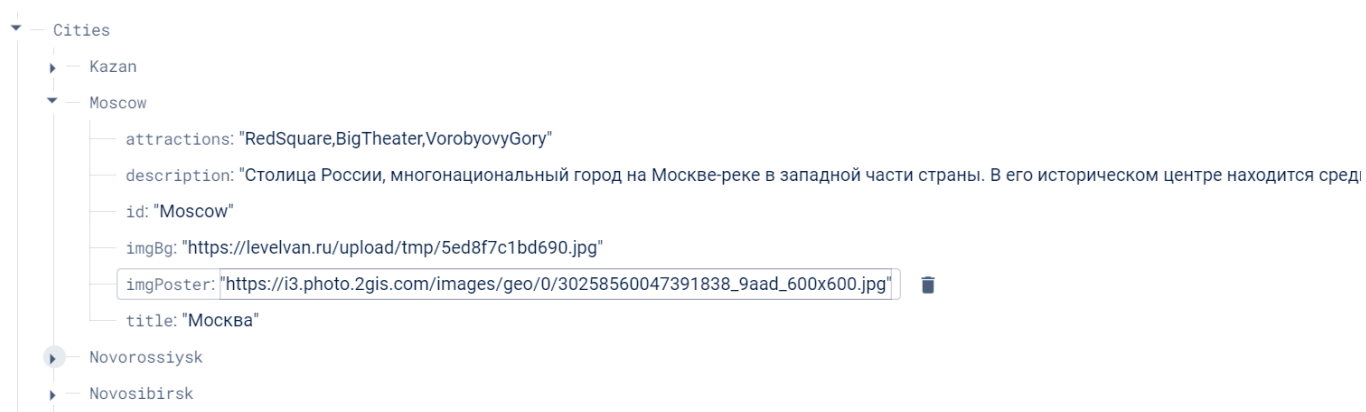 Cities
Kazan
Moscow
attractions: "RedSquare,BigTheater,VorobyovyGory"
description: "Столица России, многонациональный город на Москве-реке в западной части страны. В его историческом центре находится
id: "Moscow"
imgBg: "https://levelvan.ru/upload/tmp/5ed8f7c1bd690.jpg"
imgPoster: "https://i3.photo.2gis.com/images/geo/0/30258560047391838_9aad_600x600.jpg"
title: "Москва"
Novorossiysk
Novosibirsk